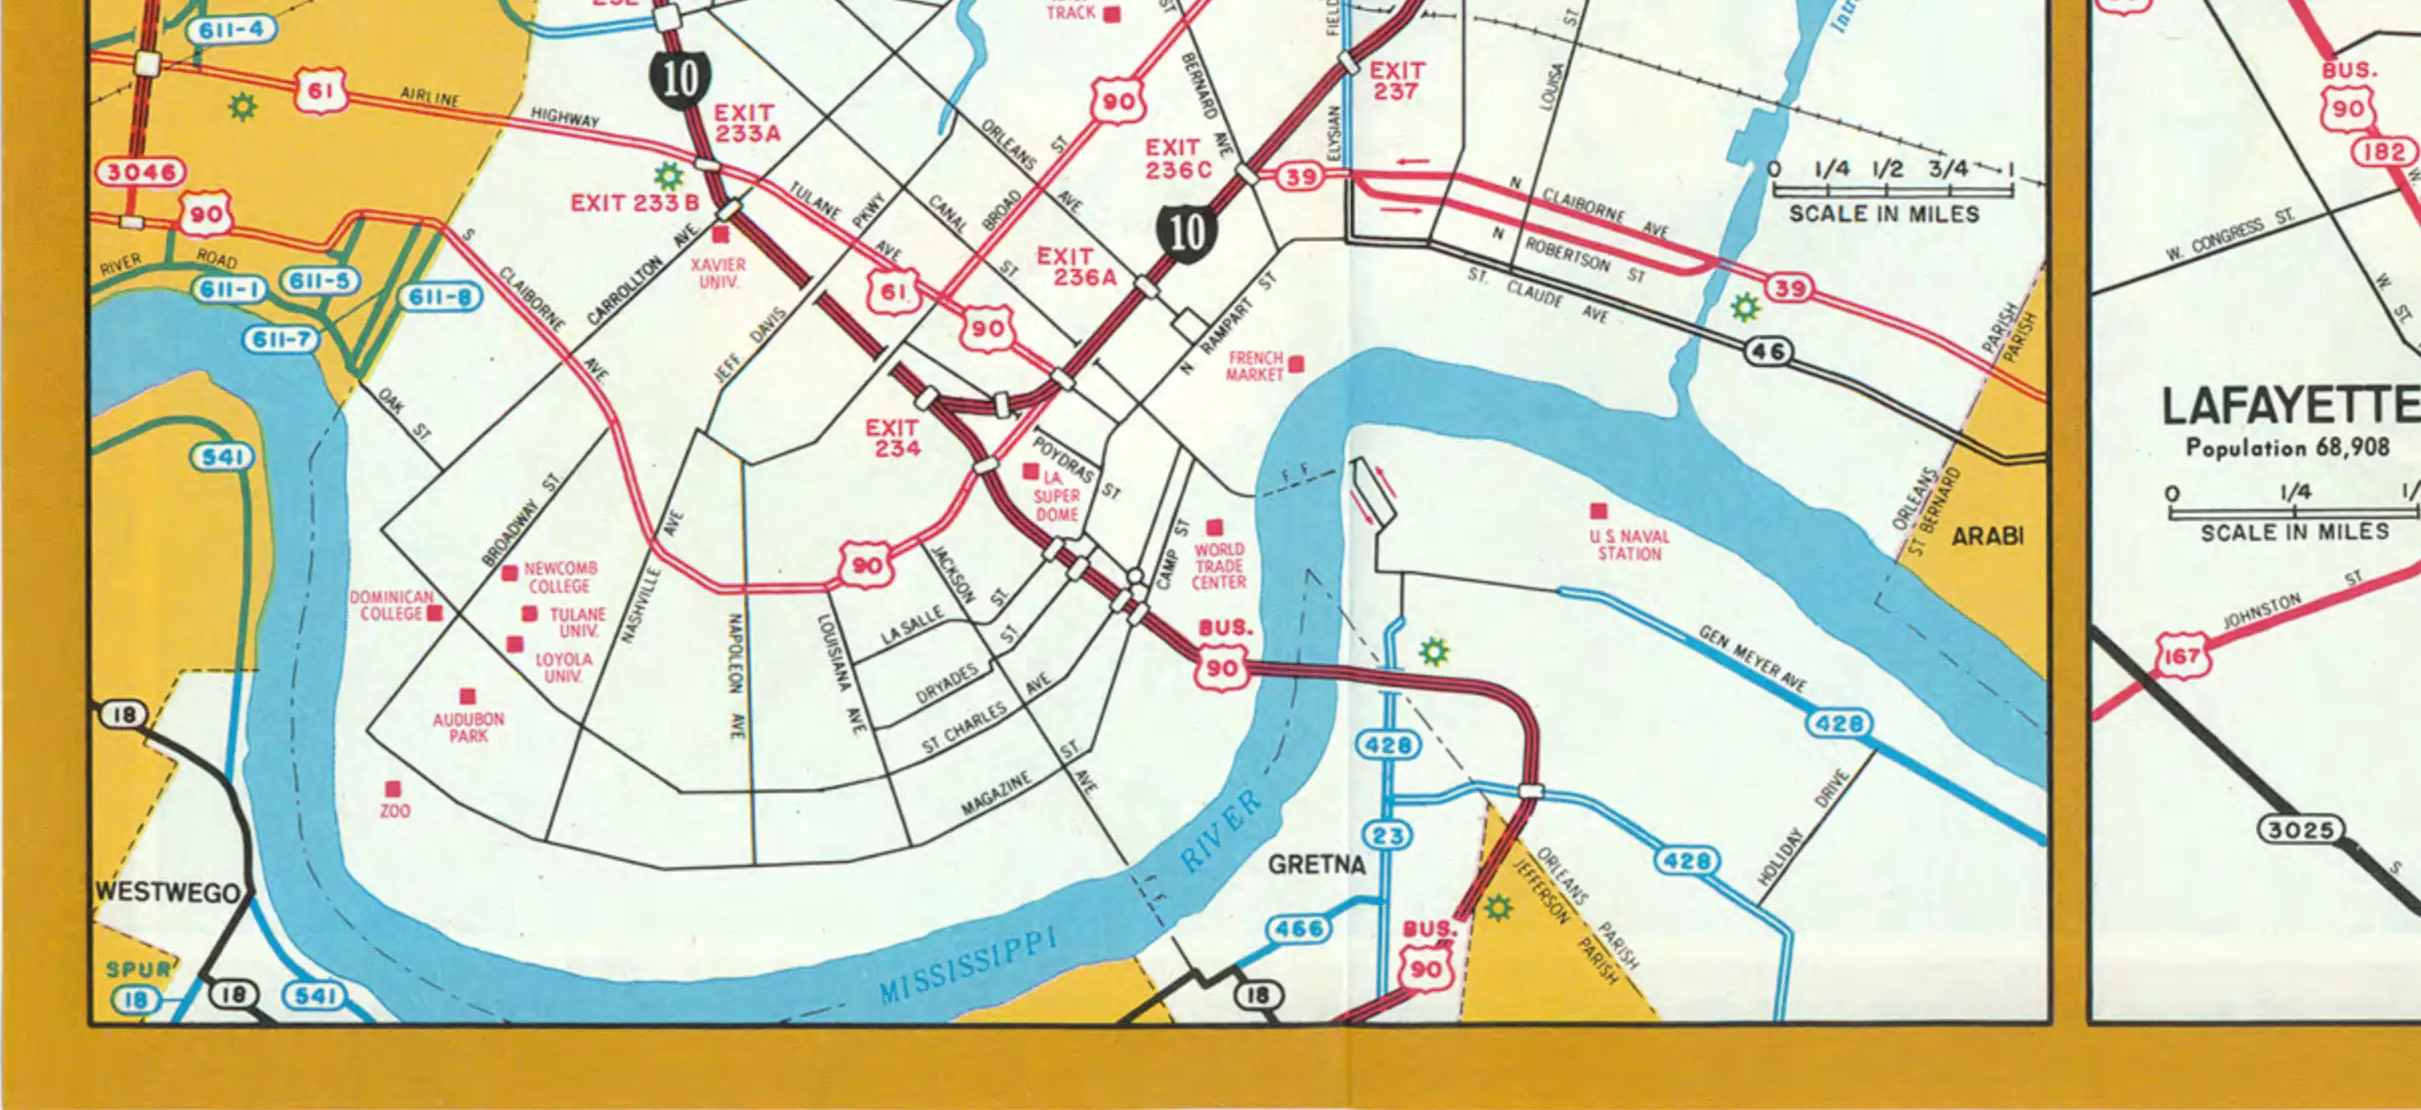 TRACK
611-4
10
61
AIRLINE
HIGHWAY
EXIT
233A
3046
90
EXIT 233B
XAVIER
UNIV.
RIVER
ROAD
611-1
611-5
611-8
611-7
S
CLAIBORNE
AVE.
CARROLLTON
AVE.
JEFF
DAVIS
PKWY
TULANE
AVE
61
CANAL
ST
BROAD
ST
ORLEANS
AVE
90
90
BERNARD
AVE
ST
EXIT
236C
EXIT
236A
10
EXIT
237
ELYSIAN
FIELD
39
LOUISA
ST
N
CLAIBORNE
AVE
N
ROBERTSON
ST
ST. CLAUDE
AVE
39
46
0 1/4 1/2 3/4 1
SCALE IN MILES
PARISH
PARISH
ORLEANS
ST BERNARD
ARABI
N
RAMPART
ST
FRENCH
MARKET
EXIT
234
POYDRAS
ST
LA.
SUPER
DOME
CAMP
ST
WORLD
TRADE
CENTER
F F
U.S. NAVAL
STATION
OAK
ST.
541
BROADWAY
ST.
NEWCOMB
COLLEGE
DOMINICAN
COLLEGE
TULANE
UNIV.
LOYOLA
UNIV.
AUDUBON
PARK
ZOO
NASHVILLE
AVE
NAPOLEON
AVE
LOUISIANA
AVE
90
JACKSON
AVE
LA SALLE
ST.
DRYADES
ST
ST CHARLES
AVE
MAGAZINE
ST.
BUS.
90
GEN MEYER AVE
428
428
23
428
HOLIDAY
DRIVE
GRETNA
466
BUS.
90
ORLEANS
PARISH
JEFFERSON
PARISH
18
18
WESTWEGO
SPUR
18
18
541
MISSISSIPPI
RIVER
F F
BUS.
90
182
W. CONGRESS ST.
W. ST.
LAFAYETTE
Population 68,908
0 1/4
SCALE IN MILES
JOHNSTON
ST
167
3025
S